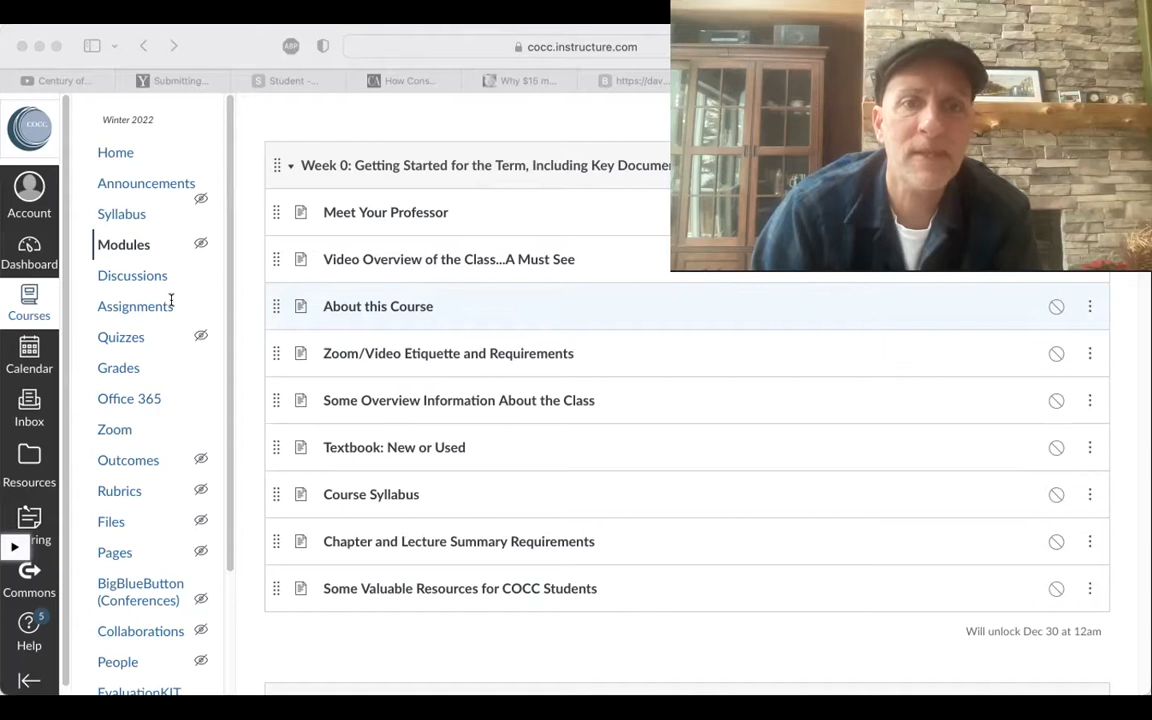 cocc.instructure.com
Century of...
Submitting...
Student -...
How Cons...
Why $15 m...
https://dav
COCC
Winter 2022
Home
Announcements
Syllabus
Modules
Discussions
Assignments
Quizzes
Grades
Office 365
Zoom
Outcomes
Rubrics
Files
Pages
BigBlueButton
(Conferences)
Collaborations
People
EvaluationKIT
Account
Dashboard
Courses
Calendar
Inbox
Resources
ring
Commons
5
Help
Week 0: Getting Started for the Term, Including Key Docume
Meet Your Professor
Video Overview of the Class...A Must See
About this Course
Zoom/Video Etiquette and Requirements
Some Overview Information About the Class
Textbook: New or Used
Course Syllabus
Chapter and Lecture Summary Requirements
Some Valuable Resources for COCC Students
Will unlock Dec 30 at 12am